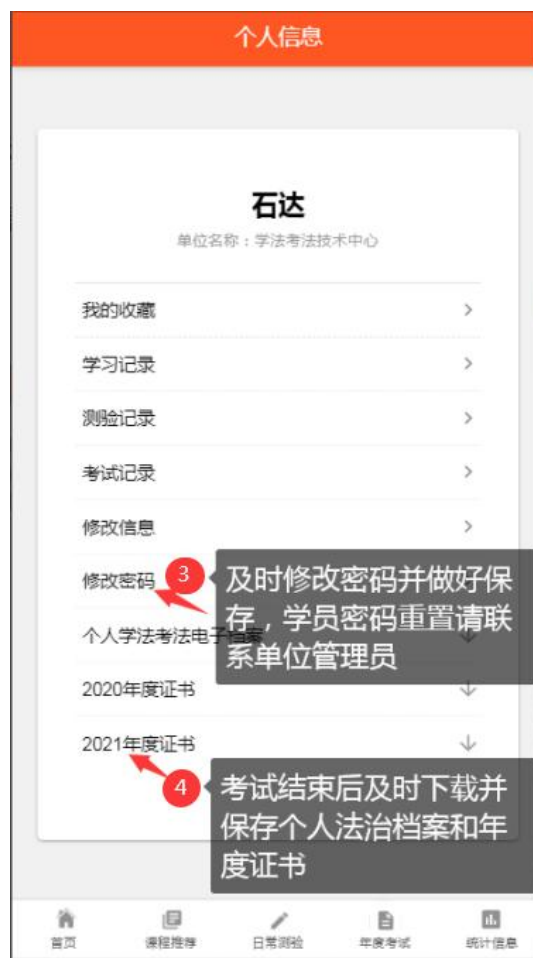 个人信息
石达
单位名称：学法考法技术中心
我的收藏
学习记录
测验记录
考试记录
修改信息
修改密码
3
及时修改密码并做好保
存，学员密码重置请联
系单位管理员
个人学法考法电子档案
2020年度证书
2021年度证书
4
考试结束后及时下载并
保存个人法治档案和年
度证书
首页
课程推荐
日常测验
年度考试
统计信息